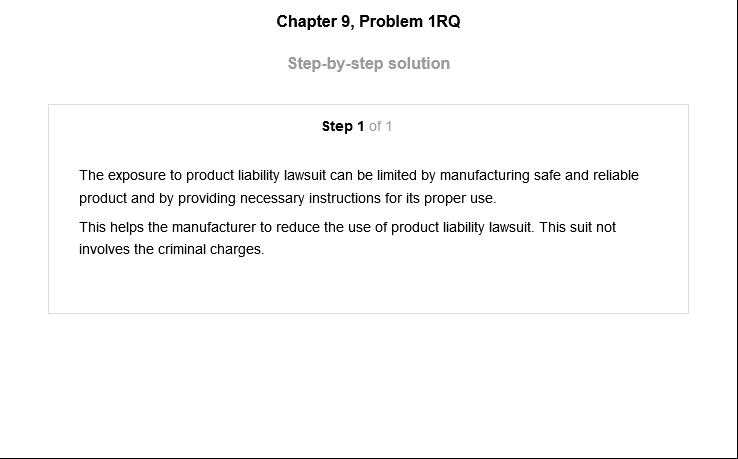 Chapter 9, Problem 1RQ
Step-by-step solution
Step 1 of 1
The exposure to product liability lawsuit can be limited by manufacturing safe and reliable
product and by providing necessary instructions for its proper use.
This helps the manufacturer to reduce the use of product liability lawsuit. This suit not
involves the criminal charges.